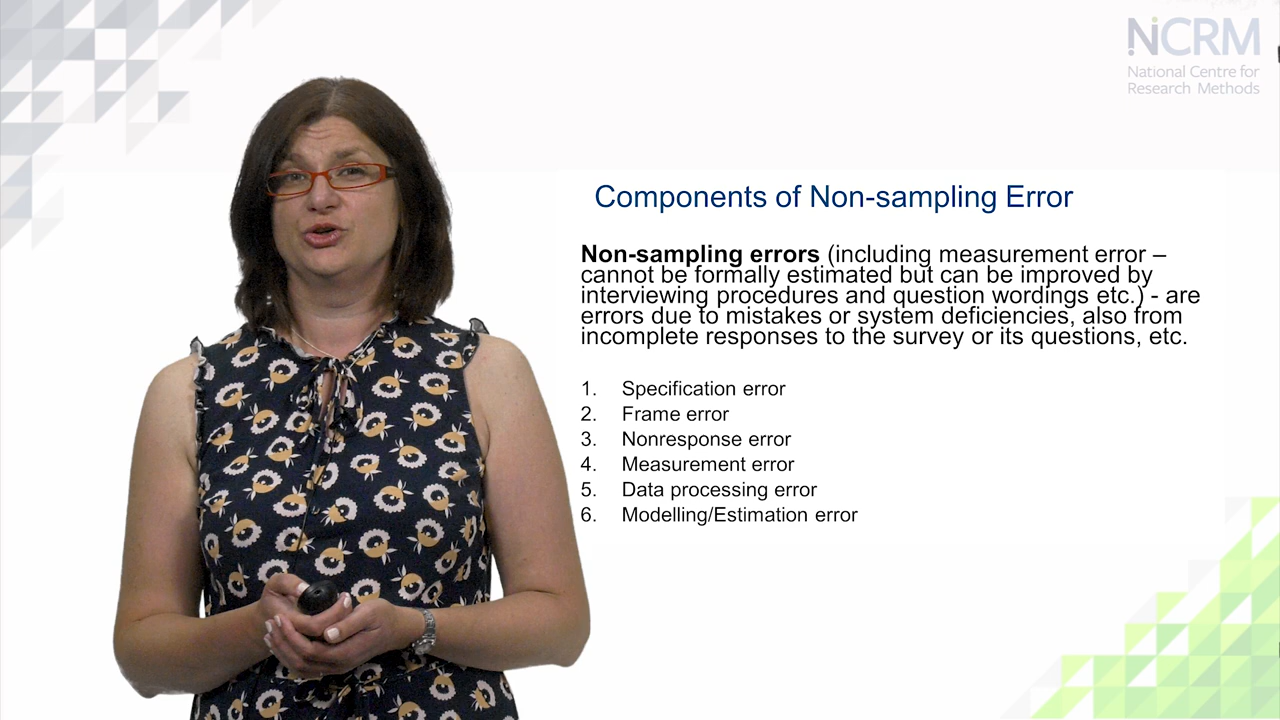 NCRM
National Centre for
Research Methods
Components of Non-sampling Error
Non-sampling errors (including measurement error –
cannot be formally estimated but can be improved by
interviewing procedures and question wordings etc.) - are
errors due to mistakes or system deficiencies, also from
incomplete responses to the survey or its questions, etc.
1. Specification error
2. Frame error
3. Nonresponse error
4. Measurement error
5. Data processing error
6. Modelling/Estimation error